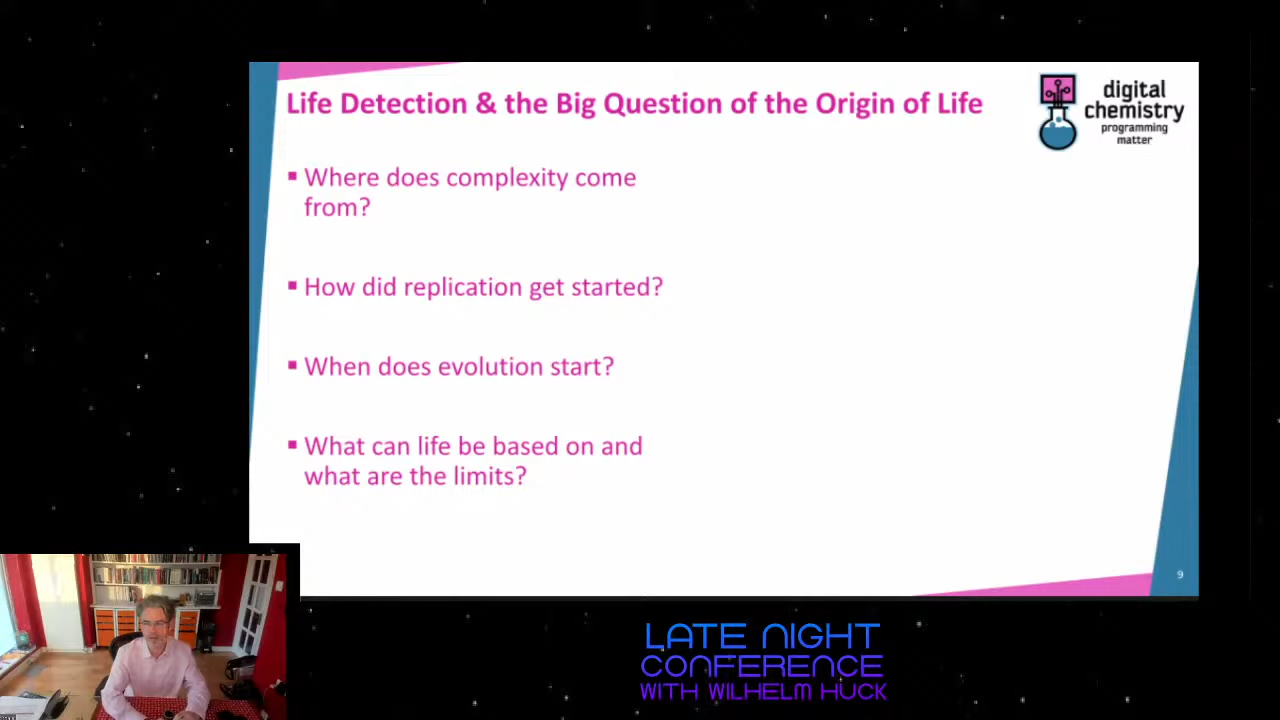 Life Detection & the Big Question of the Origin of Life
digital
chemistry
programming
matter
▪ Where does complexity come
from?
▪ How did replication get started?
▪ When does evolution start?
▪ What can life be based on and
what are the limits?
9
LATE NIGHT
CONFERENCE
WITH WILHELM HUCK